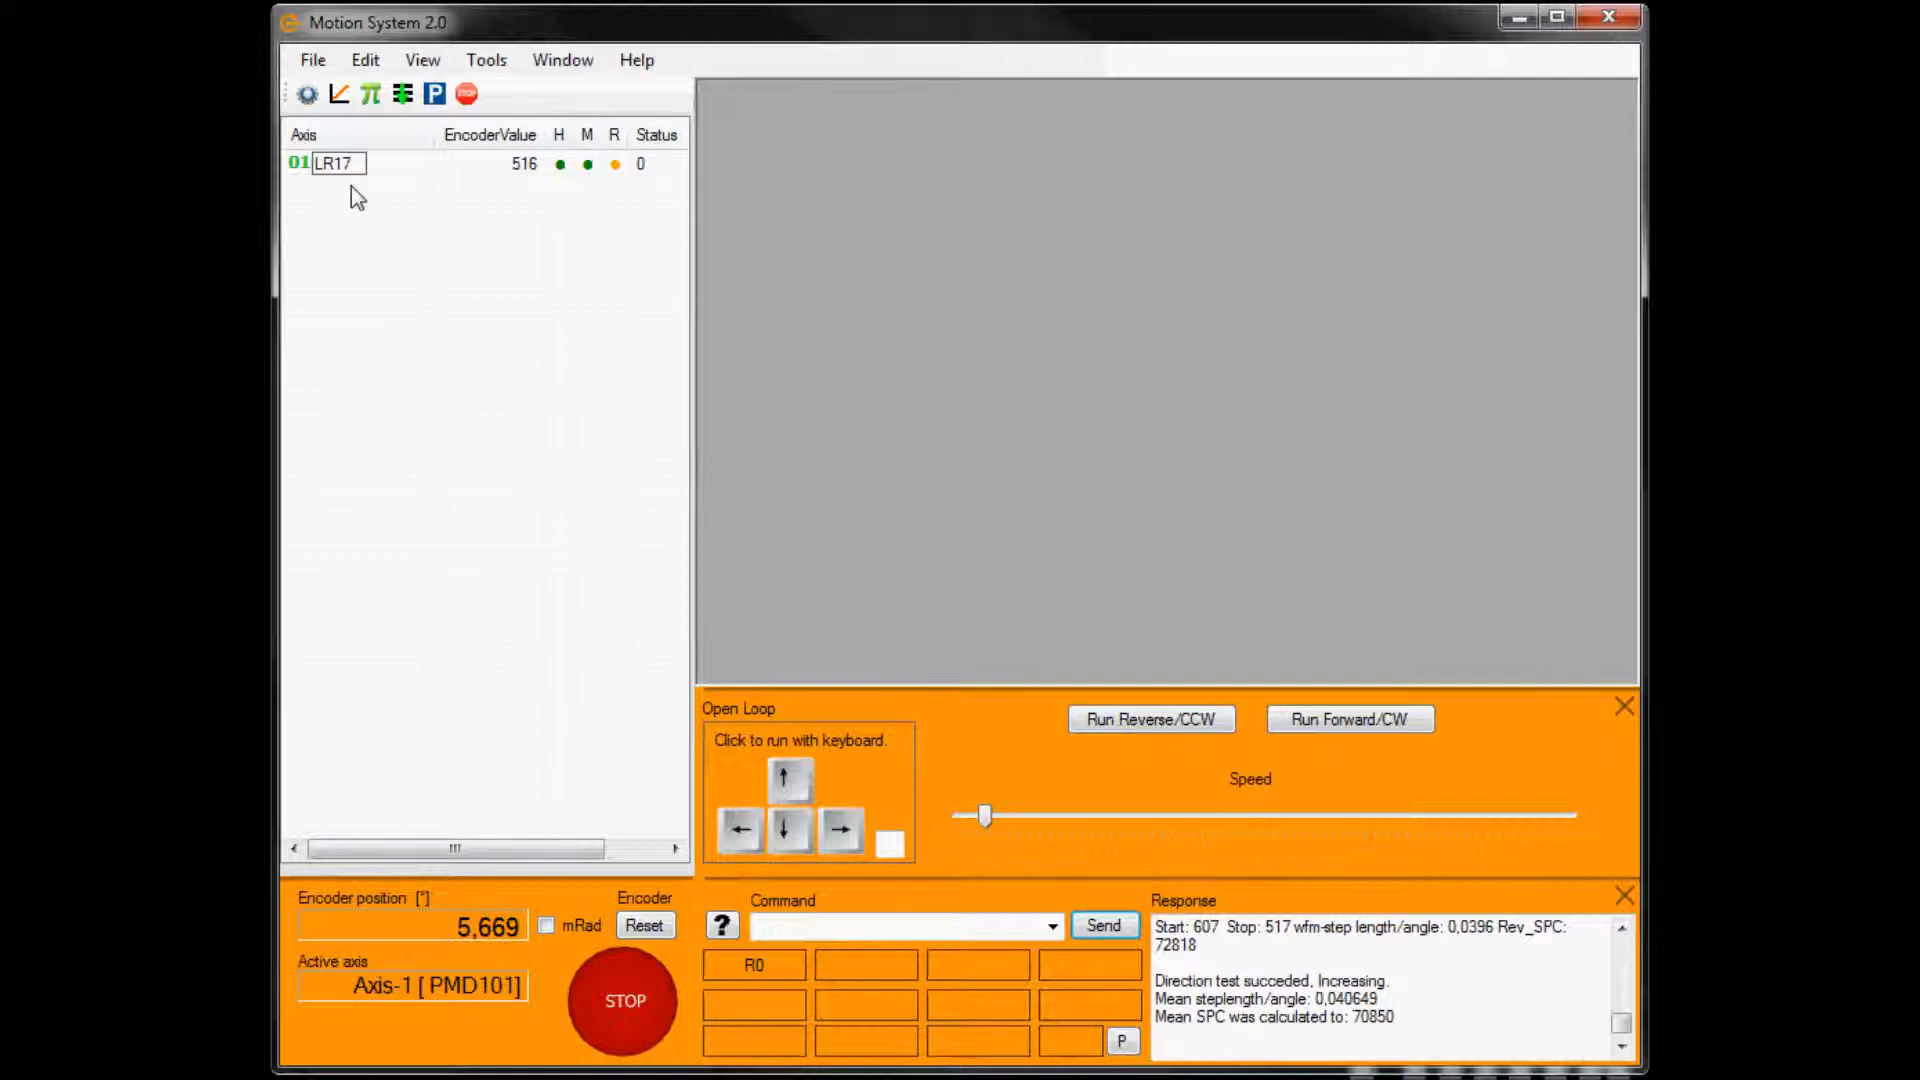 Motion System 2.0
File Edit View Tools Window Help
π P STOP
Axis EncoderValue H M R Status
01 LR17 516 0
Open Loop
Click to run with keyboard.
Run Reverse/CCW
Run Forward/CW
Speed
Encoder position [°]
Encoder
5,669
mRad
Reset
Active axis
Axis-1 [ PMD101]
STOP
Command
?
Send
R0
P
Response
Start: 607 Stop: 517 wfm-step length/angle: 0,0396 Rev_SPC:
72818
Direction test succeded, Increasing.
Mean steplength/angle: 0,040649
Mean SPC was calculated to: 70850